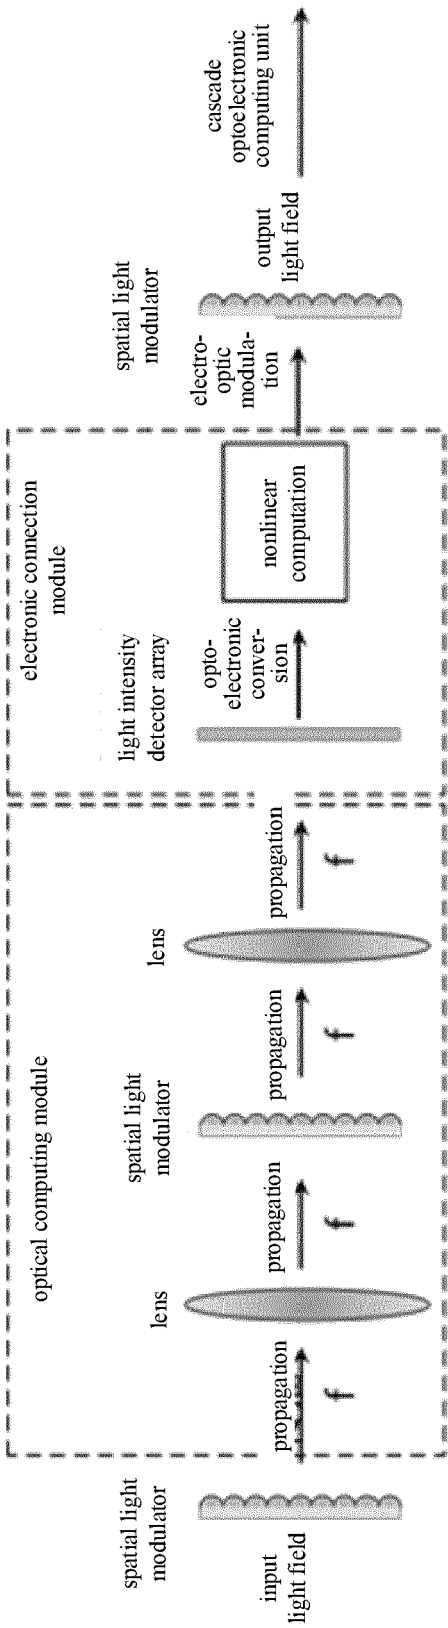 input
light field
spatial light
modulator
optical computing module
propagation
f
lens
propagation
f
spatial light
modulator
propagation
f
lens
propagation
f
electronic connection
module
light intensity
detector array
opto-
electronic
conver-
sion
nonlinear
computation
electro-
optic
modula-
tion
spatial light
modulator
output
light field
cascade
optoelectronic
computing unit